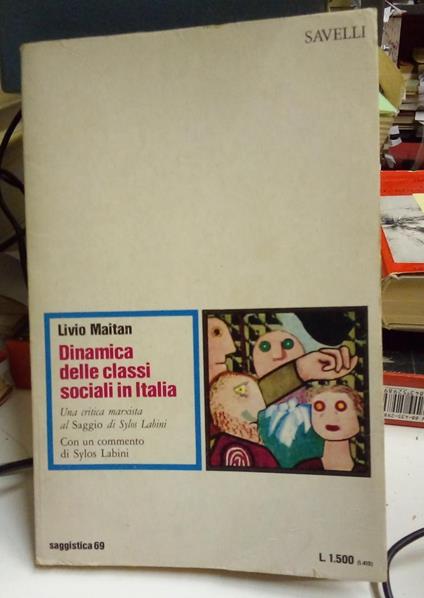 SAVELLI
Livio Maitan
Dinamica
delle classi
sociali in Italia
Una critica marxista
al Saggio di Sylos Labini
Con un commento
di Sylos Labini
saggistica 69
L. 1.500